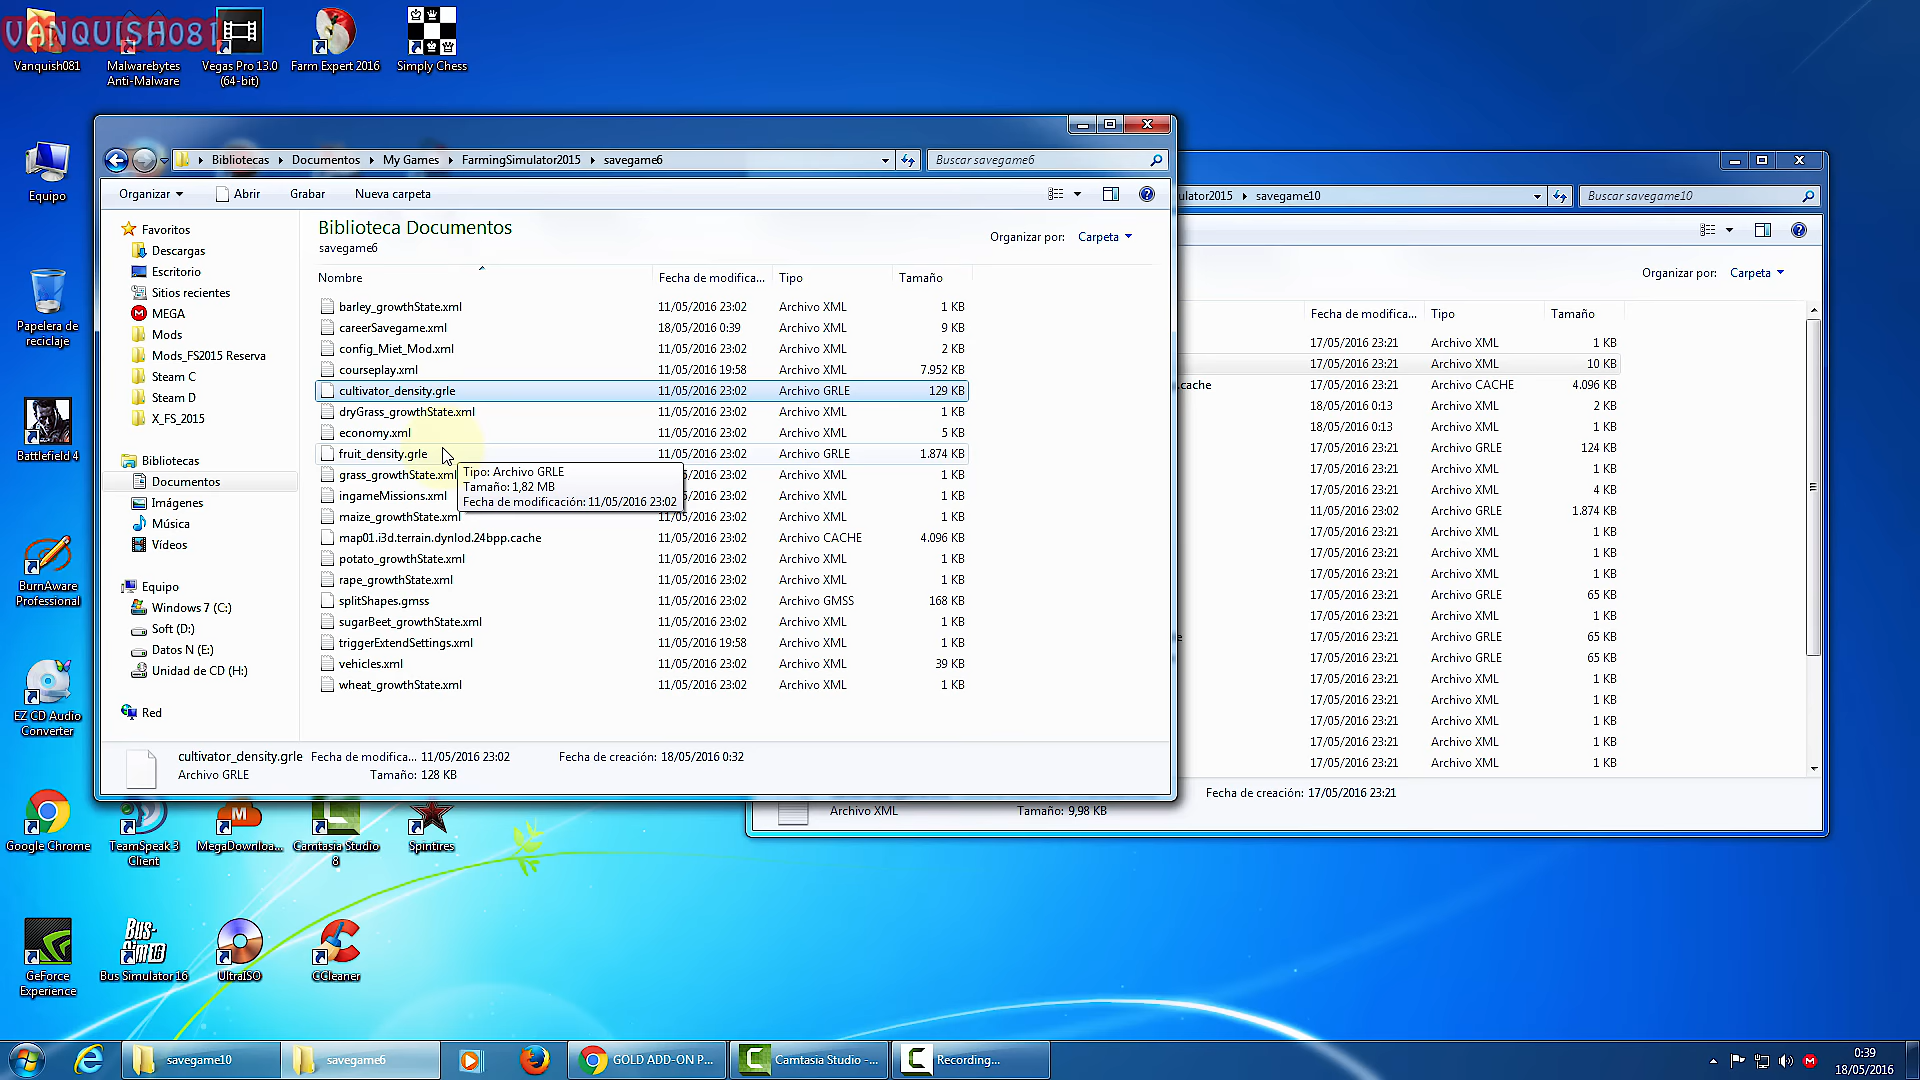 VANQUISH081
Vanquish081
Malwarebytes
Anti-Malware
Vegas Pro 13.0
(64-bit)
Farm Expert 2016
Simply Chess
Equipo
Papelera de
reciclaje
Battlefield 4
BurnAware
Professional
EZ CD Audio
Converter
Google Chrome
TeamSpeak 3
Client
MegaDownloa...
Camtasia Studio
8
Spintires
GeForce
Experience
Bus-
Sim16
Bus Simulator 16
UltraISO
CCleaner
Bibliotecas
Documentos
My Games
FarmingSimulator2015
savegame6
Buscar savegame6
Organizar
Abrir
Grabar
Nueva carpeta
Favoritos
Descargas
Escritorio
Sitios recientes
MEGA
Mods
Mods_FS2015 Reserva
Steam C
Steam D
X_FS_2015
Bibliotecas
Documentos
Imágenes
Música
Vídeos
Equipo
Windows 7 (C:)
Soft (D:)
Datos N (E:)
Unidad de CD (H:)
Red
Biblioteca Documentos
savegame6
Organizar por: Carpeta
Nombre Fecha de modifica... Tipo Tamaño
barley_growthState.xml 11/05/2016 23:02 Archivo XML 1 KB
careerSavegame.xml 18/05/2016 0:39 Archivo XML 9 KB
config_Miet_Mod.xml 11/05/2016 23:02 Archivo XML 2 KB
courseplay.xml 11/05/2016 19:58 Archivo XML 7.952 KB
cultivator_density.grle 11/05/2016 23:02 Archivo GRLE 129 KB
dryGrass_growthState.xml 11/05/2016 23:02 Archivo XML 1 KB
economy.xml 11/05/2016 23:02 Archivo XML 5 KB
fruit_density.grle 11/05/2016 23:02 Archivo GRLE 1.874 KB
grass_growthState.xml 11/05/2016 23:02 Archivo XML 1 KB
ingameMissions.xml 11/05/2016 23:02 Archivo XML 1 KB
maize_growthState.xml 11/05/2016 23:02 Archivo XML 1 KB
map01.i3d.terrain.dynlod.24bpp.cache 11/05/2016 23:02 Archivo CACHE 4.096 KB
potato_growthState.xml 11/05/2016 23:02 Archivo XML 1 KB
rape_growthState.xml 11/05/2016 23:02 Archivo XML 1 KB
splitShapes.gmss 11/05/2016 23:02 Archivo GMSS 168 KB
sugarBeet_growthState.xml 11/05/2016 23:02 Archivo XML 1 KB
triggerExtendSettings.xml 11/05/2016 19:58 Archivo XML 1 KB
vehicles.xml 11/05/2016 23:02 Archivo XML 39 KB
wheat_growthState.xml 11/05/2016 23:02 Archivo XML 1 KB
Tipo: Archivo GRLE
Tamaño: 1,82 MB
Fecha de modificación: 11/05/2016 23:02
cultivator_density.grle Fecha de modifica... 11/05/2016 23:02 Fecha de creación: 18/05/2016 0:32
Archivo GRLE Tamaño: 128 KB
ulator2015
savegame10
Buscar savegame10
Organizar por: Carpeta
Fecha de modifica... Tipo Tamaño
17/05/2016 23:21 Archivo XML 1 KB
17/05/2016 23:21 Archivo XML 10 KB
.cache 17/05/2016 23:21 Archivo CACHE 4.096 KB
18/05/2016 0:13 Archivo XML 2 KB
18/05/2016 0:13 Archivo XML 1 KB
17/05/2016 23:21 Archivo GRLE 124 KB
17/05/2016 23:21 Archivo XML 1 KB
17/05/2016 23:21 Archivo XML 4 KB
11/05/2016 23:02 Archivo GRLE 1.874 KB
17/05/2016 23:21 Archivo XML 1 KB
17/05/2016 23:21 Archivo XML 1 KB
17/05/2016 23:21 Archivo XML 1 KB
17/05/2016 23:21 Archivo GRLE 65 KB
17/05/2016 23:21 Archivo XML 1 KB
e 17/05/2016 23:21 Archivo GRLE 65 KB
17/05/2016 23:21 Archivo GRLE 65 KB
17/05/2016 23:21 Archivo XML 1 KB
17/05/2016 23:21 Archivo XML 1 KB
17/05/2016 23:21 Archivo XML 1 KB
17/05/2016 23:21 Archivo XML 1 KB
17/05/2016 23:21 Archivo XML 1 KB
Fecha de creación: 17/05/2016 23:21
Archivo XML Tamaño: 9,98 KB
savegame10
savegame6
GOLD ADD-ON P...
Camtasia Studio -...
Recording...
0:39
18/05/2016